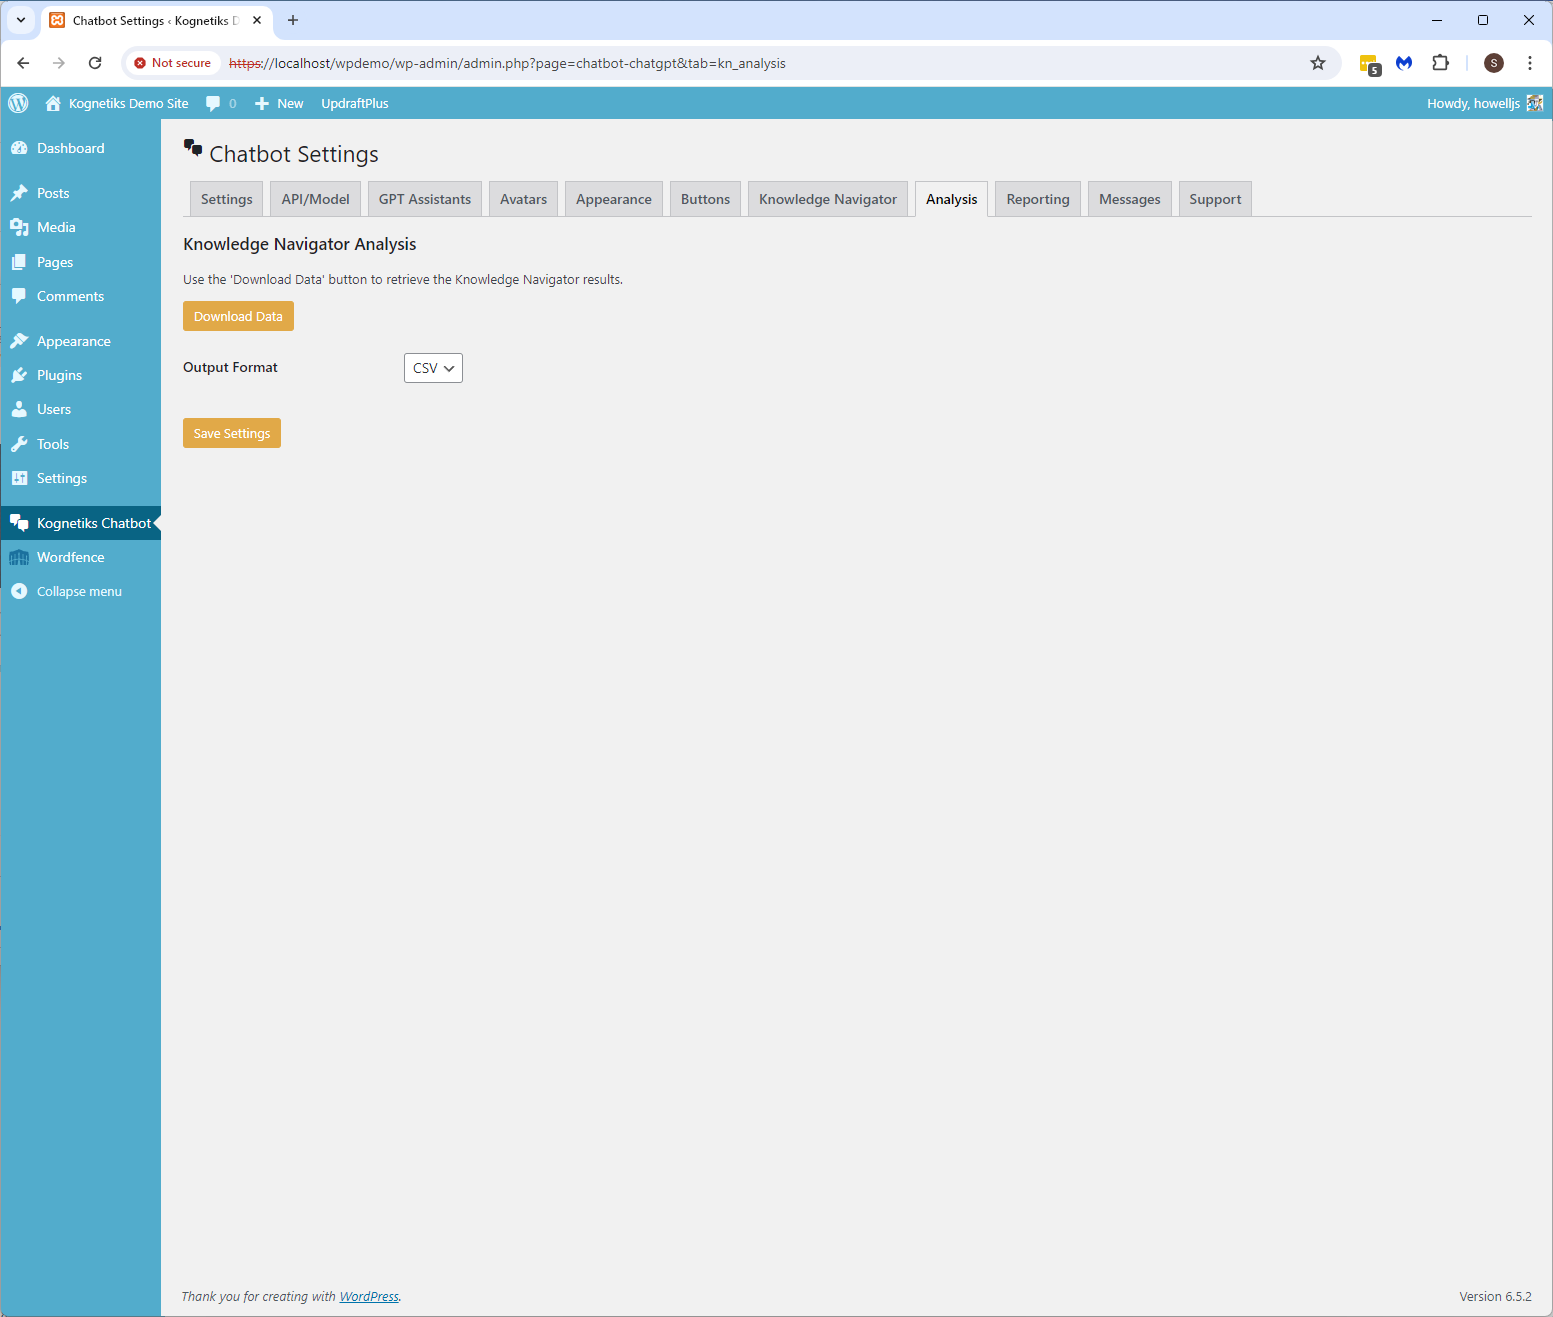 Chatbot Settings ‹ Kognetiks D
Not secure https://localhost/wpdemo/wp-admin/admin.php?page=chatbot-chatgpt&tab=kn_analysis 5 S
Kognetiks Demo Site 0 New UpdraftPlus Howdy, howelljs
Dashboard
Posts
Media
Pages
Comments
Appearance
Plugins
Users
Tools
Settings
Kognetiks Chatbot
Wordfence
Collapse menu
Chatbot Settings
Settings API/Model GPT Assistants Avatars Appearance Buttons Knowledge Navigator Analysis Reporting Messages Support
Knowledge Navigator Analysis
Use the 'Download Data' button to retrieve the Knowledge Navigator results.
Download Data
Output Format CSV
Save Settings
Thank you for creating with WordPress. Version 6.5.2